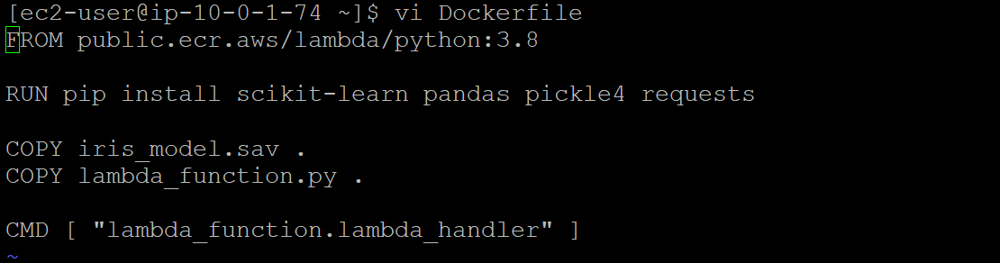 [ec2-user@ip-10-0-1-74 ~]$ vi Dockerfile
FROM public.ecr.aws/lambda/python:3.8
RUN pip install scikit-learn pandas pickle4 requests
COPY iris_model.sav .
COPY lambda_function.py .
CMD [ "lambda_function.lambda_handler" ]
~